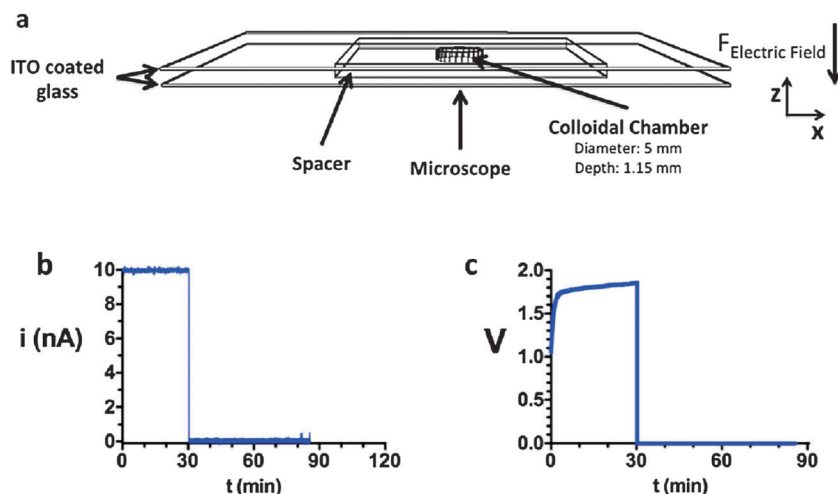 a
F Electric Field
ITO coated
glass
Z
X
Spacer
Microscope
Colloidal Chamber
Diameter: 5 mm
Depth: 1.15 mm
b
10
8
6
4
2
0
i (nA)
0 30 60 90 120
t (min)
c
2.0
1.5
1.0
0.5
0.0
V
0 30 60 90
t (min)